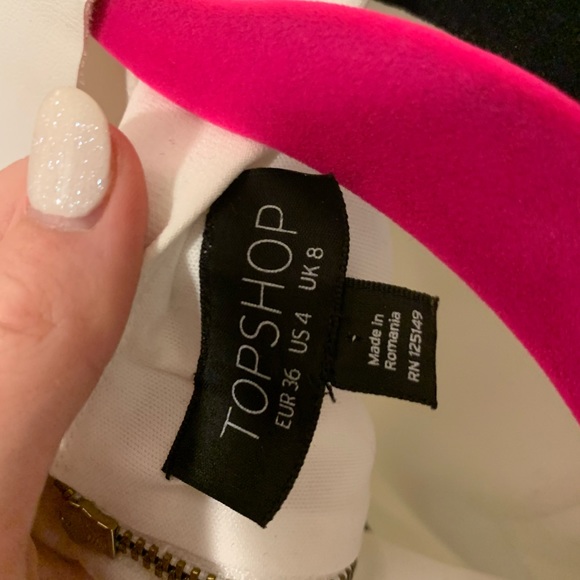 TOPSHOP
EUR 36 US 4 UK 8
Made in
Romania
RN 125149